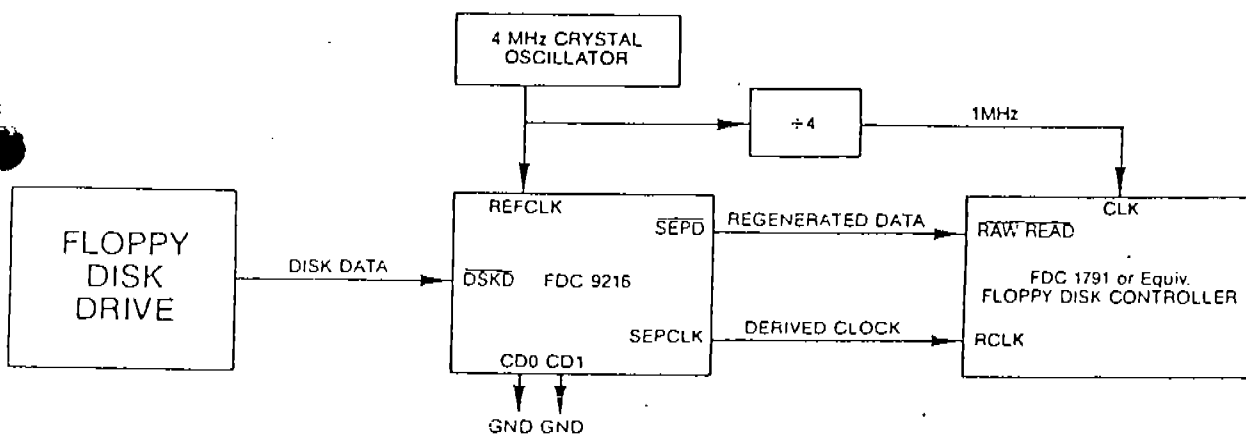 4 MHz CRYSTAL
OSCILLATOR
÷4
1MHz
FLOPPY
DISK
DRIVE
DISK DATA
REFCLK
SEPD
DSKD
FDC 9216
SEPCLK
CD0 CD1
GND GND
REGENERATED DATA
DERIVED CLOCK
CLK
RAW READ
FDC 1791 or Equiv.
FLOPPY DISK CONTROLLER
RCLK